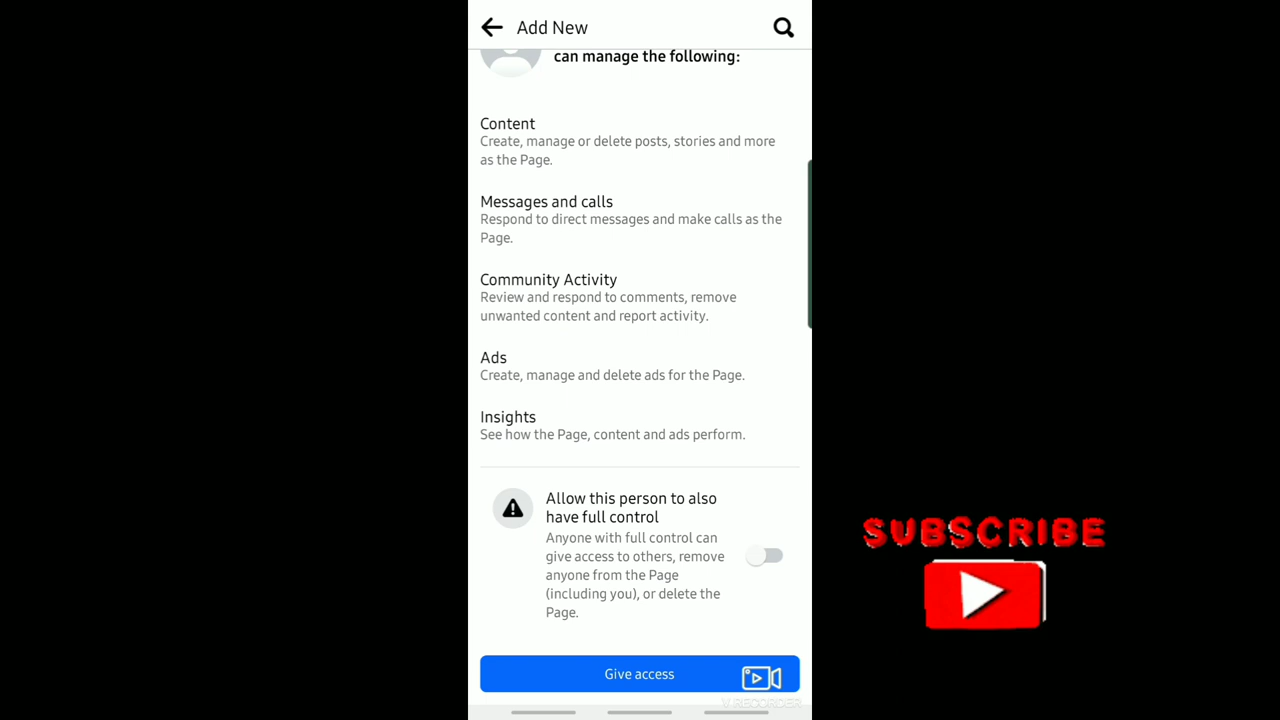 Add New
can manage the following:
Content
Create, manage or delete posts, stories and more
as the Page.
Messages and calls
Respond to direct messages and make calls as the
Page.
Community Activity
Review and respond to comments, remove
unwanted content and report activity.
Ads
Create, manage and delete ads for the Page.
Insights
See how the Page, content and ads perform.
Allow this person to also
have full control
Anyone with full control can
give access to others, remove
anyone from the Page
(including you), or delete the
Page.
SUBSCRIBE
Give access
V RECORDER